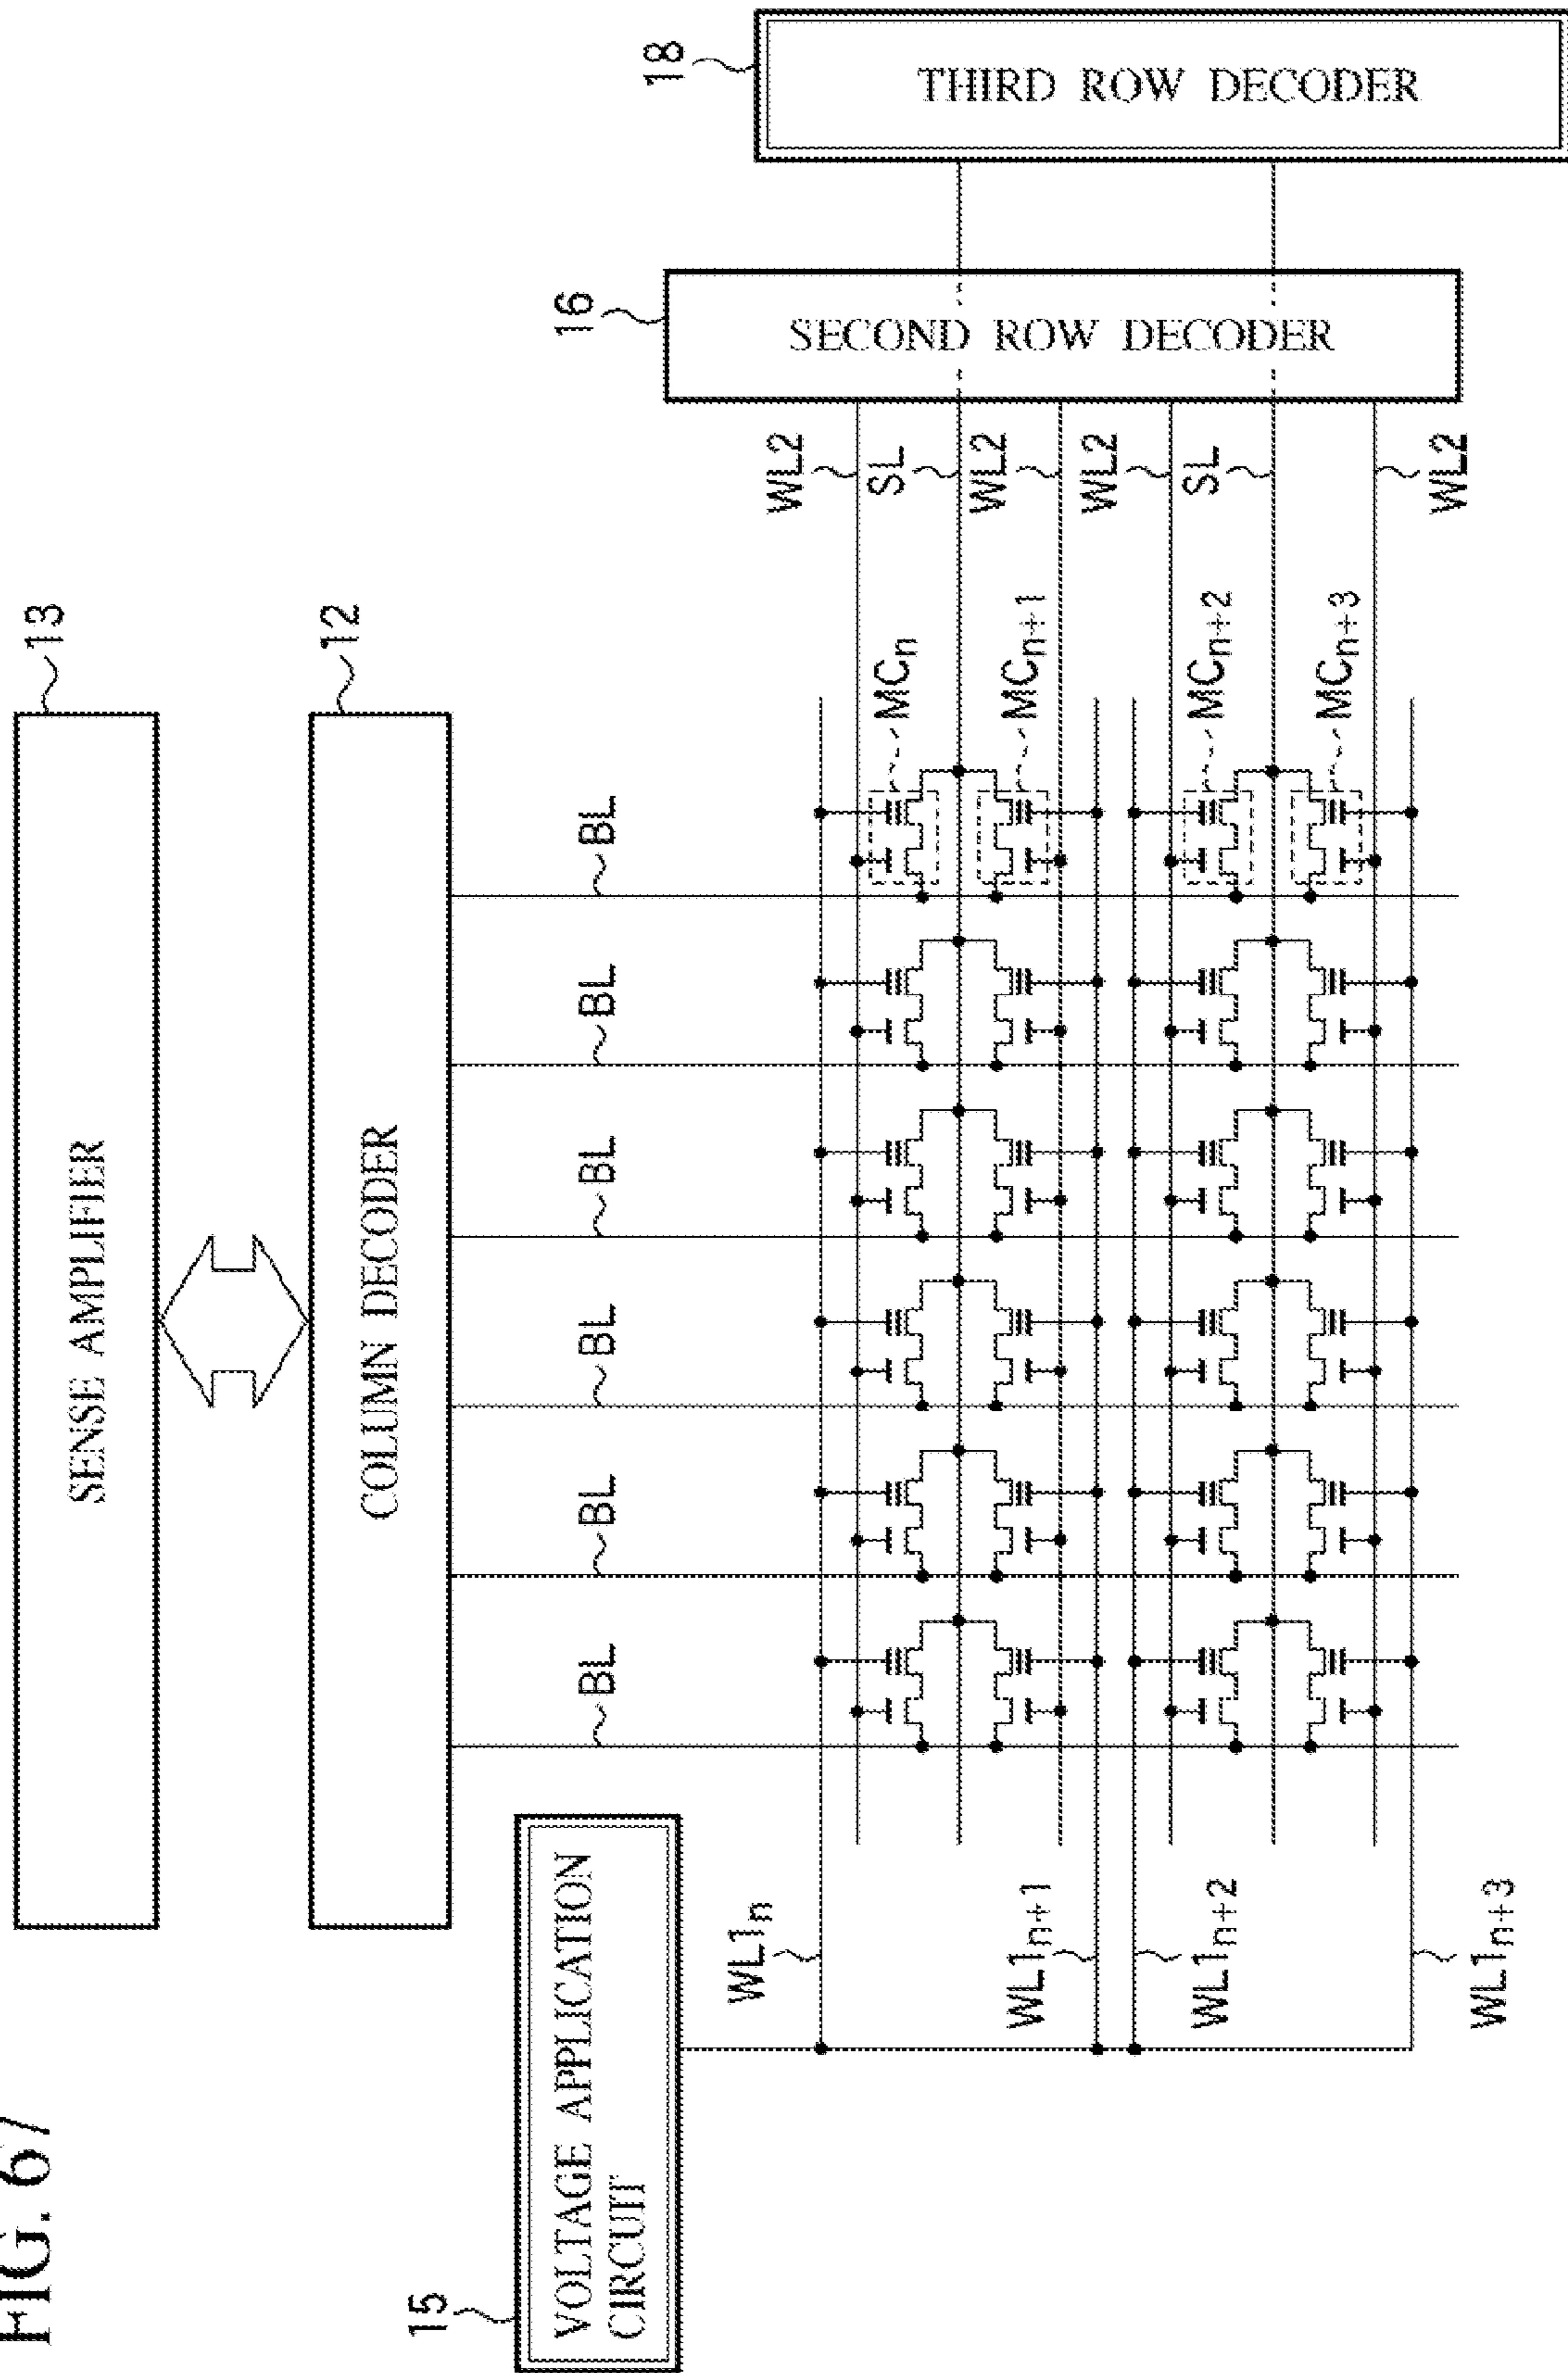 FIG. 67
13
SENSE AMPLIFIER
12
COLUMN DECODER
15
VOLTAGE APPLICATION
CIRCUIT
BL
BL
BL
BL
BL
BL
16
SECOND ROW DECODER
18
THIRD ROW DECODER
WL1n
WL1n+1
WL1n+2
WL1n+3
MCn
MCn+1
MCn+2
MCn+3
WL2
SL
WL2
WL2
SL
WL2